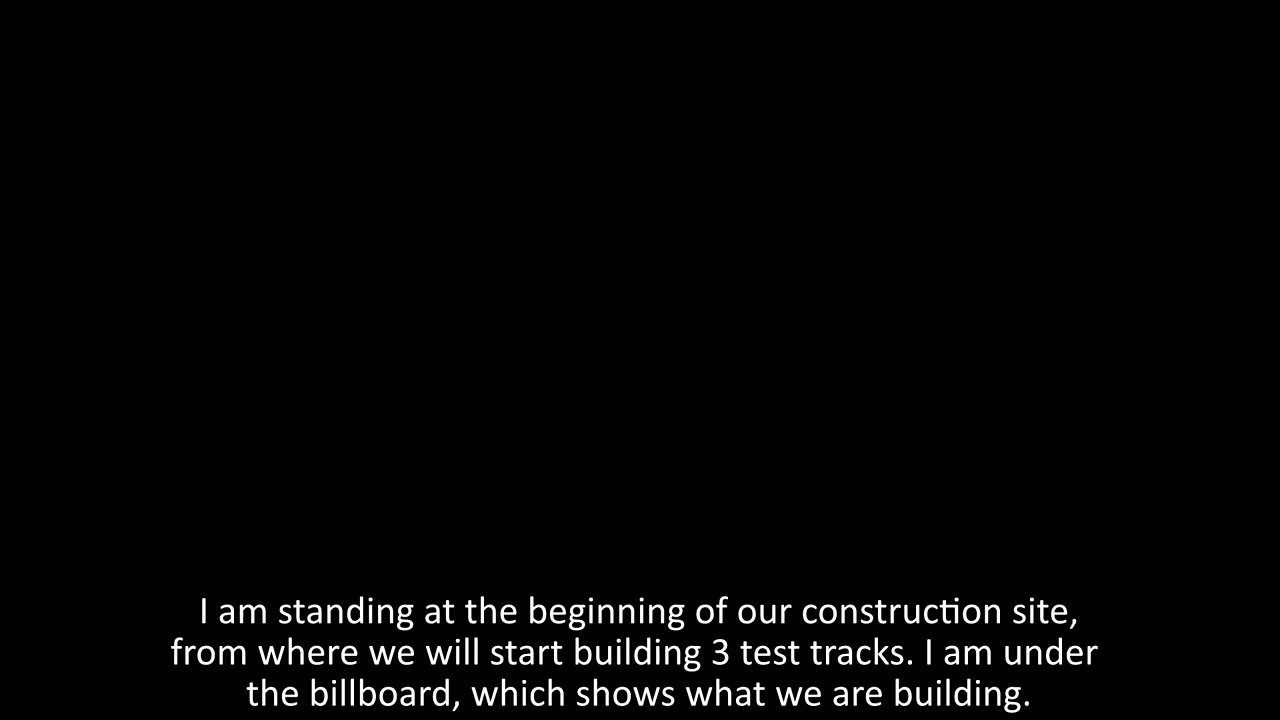 I am standing at the beginning of our construction site,
from where we will start building 3 test tracks. I am under
the billboard, which shows what we are building.